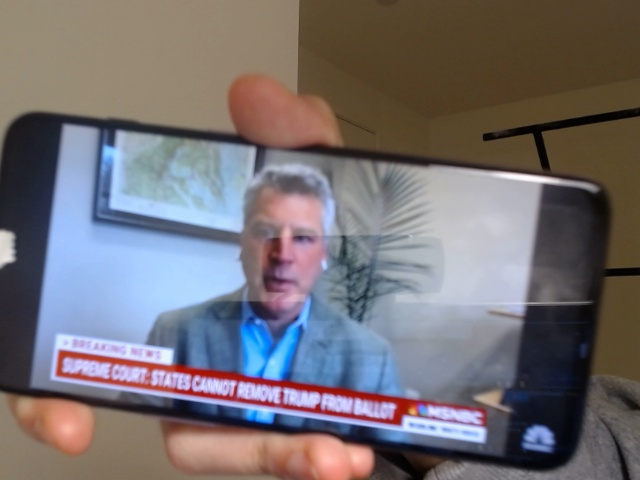 > BREAKING NEWS
SUPREME COURT: STATES CANNOT REMOVE TRUMP FROM BALLOT
MSNBC